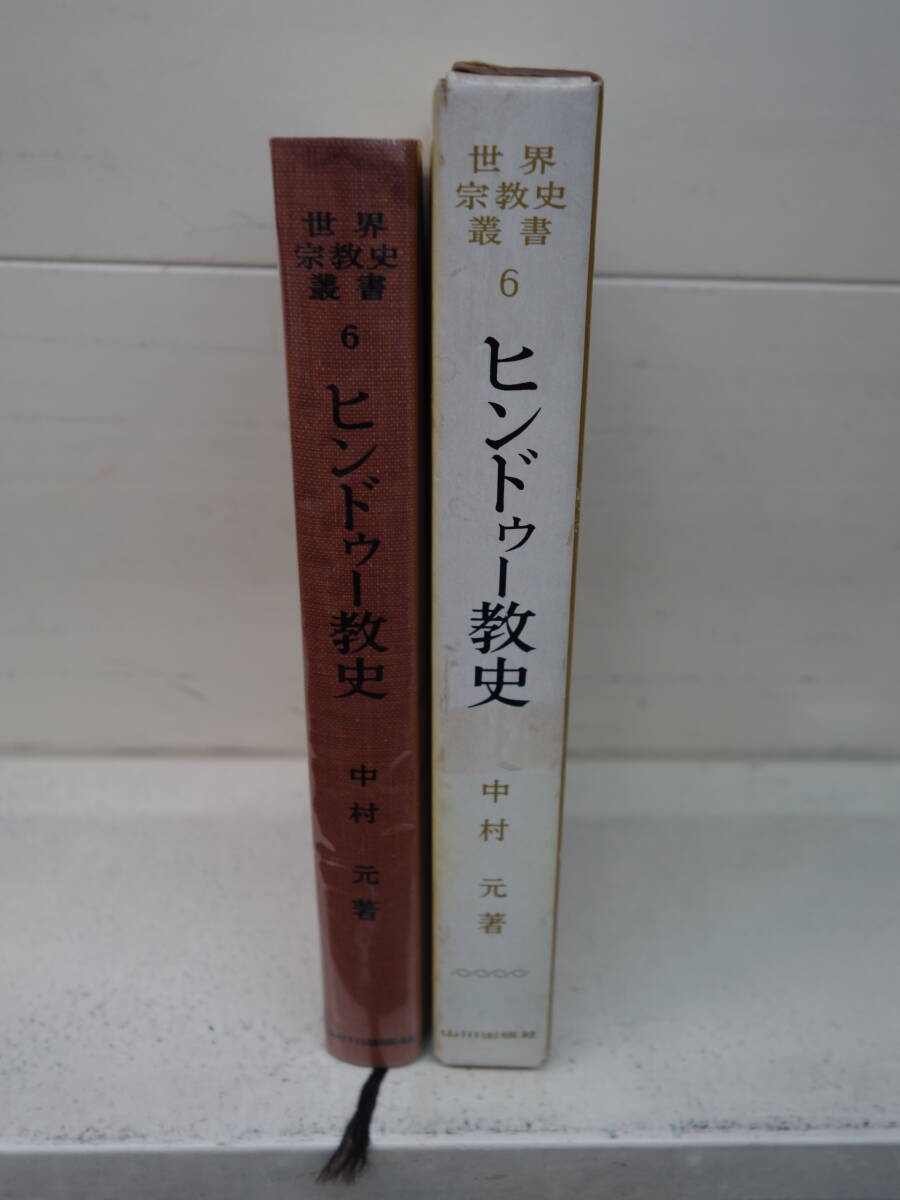 世界
宗教史
叢書
6
ヒンドゥー教史
中村 元著
世界
宗教史
叢書
6
ヒンドゥー教史
中村 元著